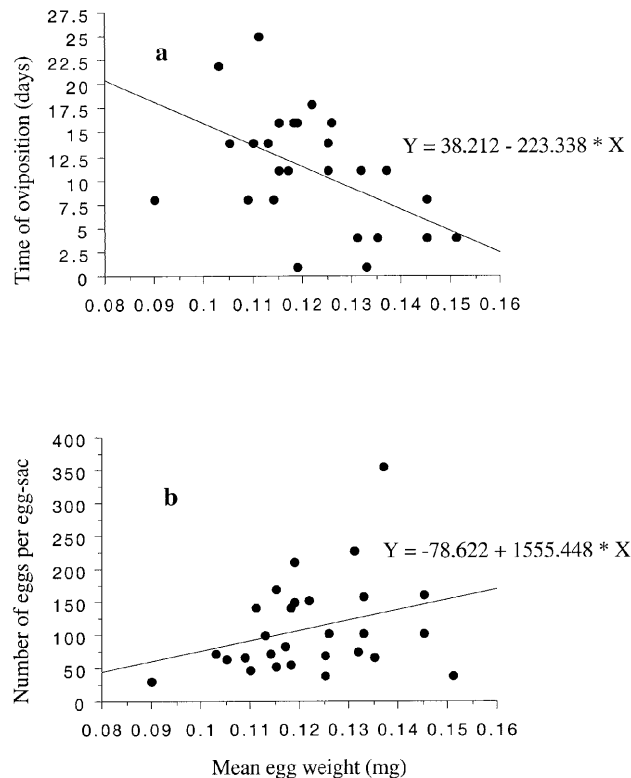 27.5
25
22.5
20
17.5
15
12.5
10
7.5
5
2.5
0
Time of oviposition (days)
a
Y = 38.212 - 223.338 * X
0.08 0.09 0.1 0.11 0.12 0.13 0.14 0.15 0.16
400
350
300
250
200
150
100
50
0
Number of eggs per egg-sac
b
Y = -78.622 + 1555.448 * X
0.08 0.09 0.1 0.11 0.12 0.13 0.14 0.15 0.16
Mean egg weight (mg)